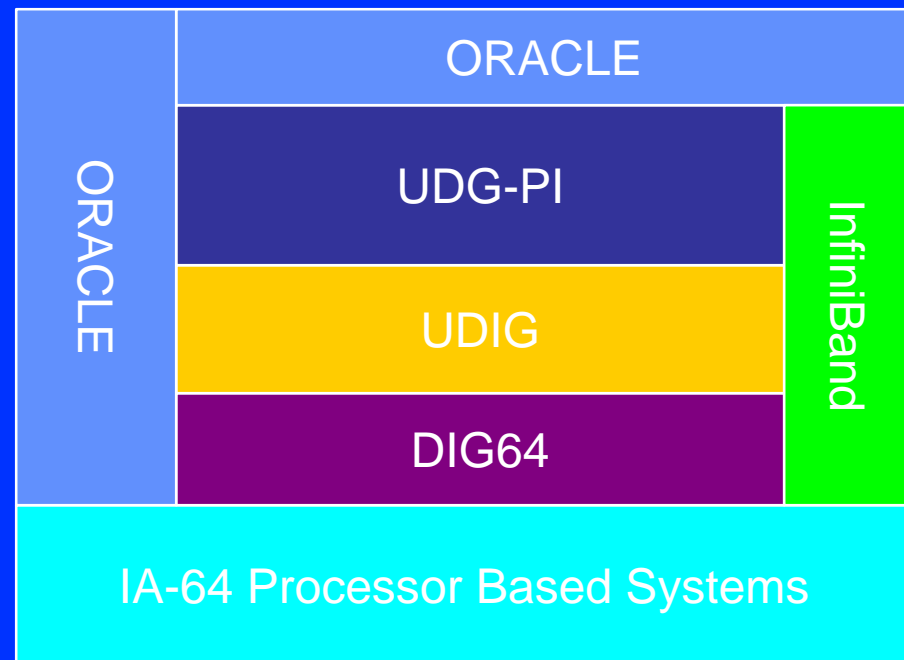 ORACLE
ORACLE
UDG-PI
InfiniBand
UDIG
DIG64
IA-64 Processor Based Systems